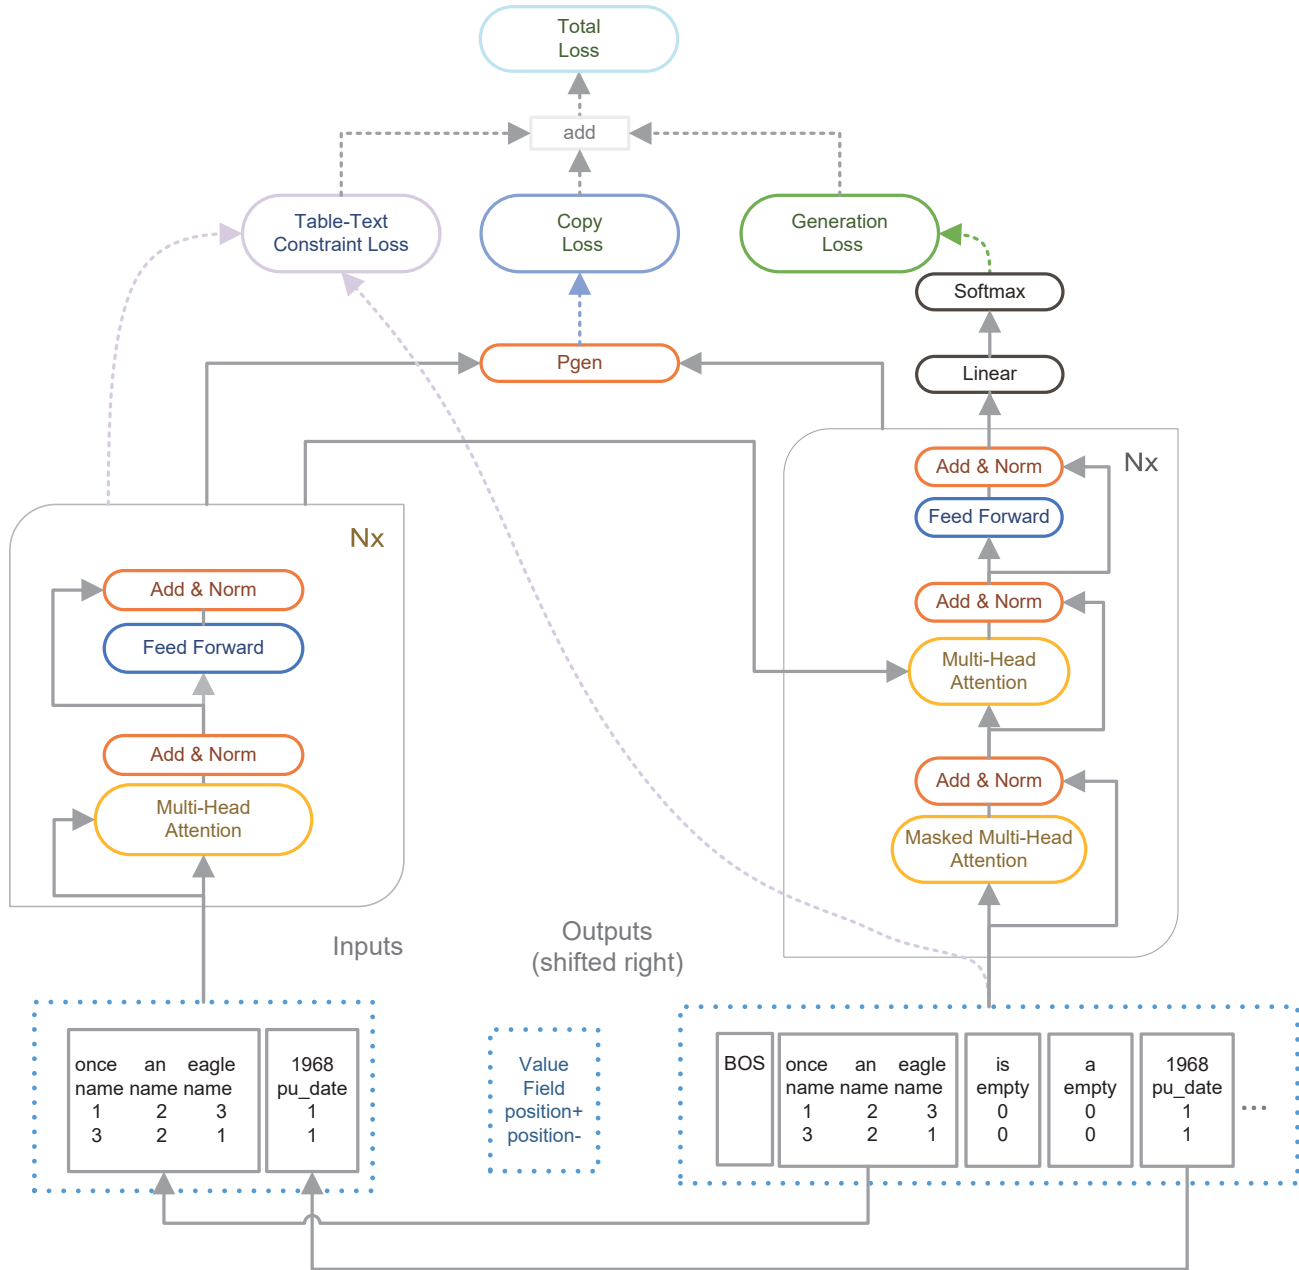 Total
Loss
add
Table-Text
Constraint Loss
Copy
Loss
Generation
Loss
Softmax
Pgen
Linear
Nx
Add & Norm
Feed Forward
Add & Norm
Multi-Head
Attention
Nx
Add & Norm
Feed Forward
Add & Norm
Multi-Head
Attention
Add & Norm
Masked Multi-Head
Attention
Inputs
Outputs
(shifted right)
once an eagle
name name name
1 2 3
3 2 1
1968
pu_date
1
1
Value
Field
position+
position-
BOS
once an eagle
name name name
1 2 3
3 2 1
is
empty
0
0
a
empty
0
0
1968
pu_date
1
1
...